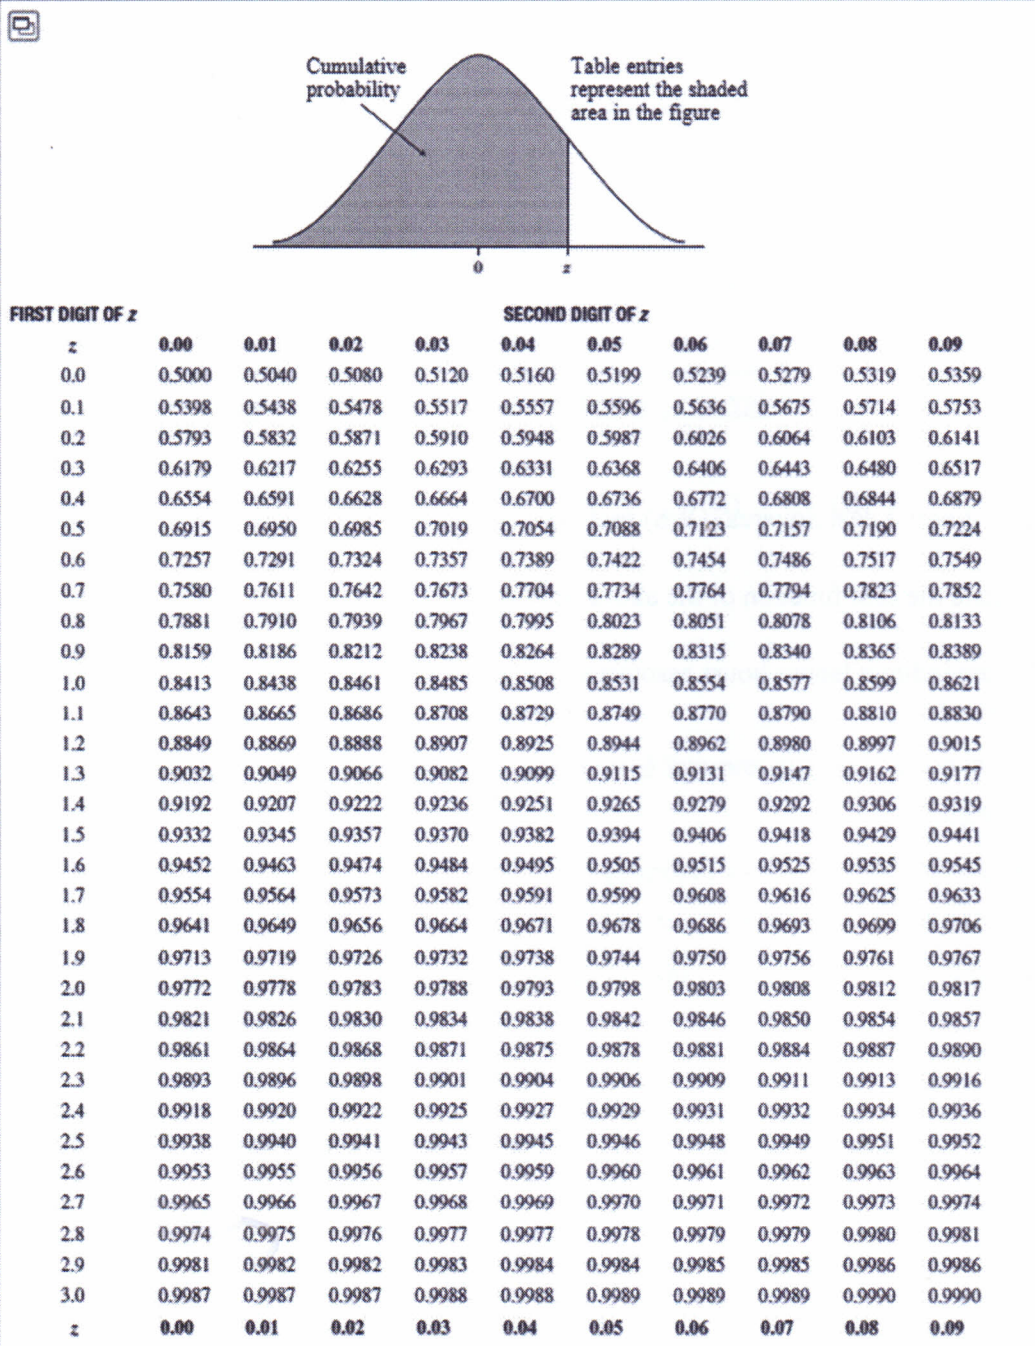 Cumulative
probability
Table entries
represent the shaded
area in the figure
0
z
FIRST DIGIT OF z
SECOND DIGIT OF z
z 0.00 0.01 0.02 0.03 0.04 0.05 0.06 0.07 0.08 0.09
0.0 0.5000 0.5040 0.5080 0.5120 0.5160 0.5199 0.5239 0.5279 0.5319 0.5359
0.1 0.5398 0.5438 0.5478 0.5517 0.5557 0.5596 0.5636 0.5675 0.5714 0.5753
0.2 0.5793 0.5832 0.5871 0.5910 0.5948 0.5987 0.6026 0.6064 0.6103 0.6141
0.3 0.6179 0.6217 0.6255 0.6293 0.6331 0.6368 0.6406 0.6443 0.6480 0.6517
0.4 0.6554 0.6591 0.6628 0.6664 0.6700 0.6736 0.6772 0.6808 0.6844 0.6879
0.5 0.6915 0.6950 0.6985 0.7019 0.7054 0.7088 0.7123 0.7157 0.7190 0.7224
0.6 0.7257 0.7291 0.7324 0.7357 0.7389 0.7422 0.7454 0.7486 0.7517 0.7549
0.7 0.7580 0.7611 0.7642 0.7673 0.7704 0.7734 0.7764 0.7794 0.7823 0.7852
0.8 0.7881 0.7910 0.7939 0.7967 0.7995 0.8023 0.8051 0.8078 0.8106 0.8133
0.9 0.8159 0.8186 0.8212 0.8238 0.8264 0.8289 0.8315 0.8340 0.8365 0.8389
1.0 0.8413 0.8438 0.8461 0.8485 0.8508 0.8531 0.8554 0.8577 0.8599 0.8621
1.1 0.8643 0.8665 0.8686 0.8708 0.8729 0.8749 0.8770 0.8790 0.8810 0.8830
1.2 0.8849 0.8869 0.8888 0.8907 0.8925 0.8944 0.8962 0.8980 0.8997 0.9015
1.3 0.9032 0.9049 0.9066 0.9082 0.9099 0.9115 0.9131 0.9147 0.9162 0.9177
1.4 0.9192 0.9207 0.9222 0.9236 0.9251 0.9265 0.9279 0.9292 0.9306 0.9319
1.5 0.9332 0.9345 0.9357 0.9370 0.9382 0.9394 0.9406 0.9418 0.9429 0.9441
1.6 0.9452 0.9463 0.9474 0.9484 0.9495 0.9505 0.9515 0.9525 0.9535 0.9545
1.7 0.9554 0.9564 0.9573 0.9582 0.9591 0.9599 0.9608 0.9616 0.9625 0.9633
1.8 0.9641 0.9649 0.9656 0.9664 0.9671 0.9678 0.9686 0.9693 0.9699 0.9706
1.9 0.9713 0.9719 0.9726 0.9732 0.9738 0.9744 0.9750 0.9756 0.9761 0.9767
2.0 0.9772 0.9778 0.9783 0.9788 0.9793 0.9798 0.9803 0.9808 0.9812 0.9817
2.1 0.9821 0.9826 0.9830 0.9834 0.9838 0.9842 0.9846 0.9850 0.9854 0.9857
2.2 0.9861 0.9864 0.9868 0.9871 0.9875 0.9878 0.9881 0.9884 0.9887 0.9890
2.3 0.9893 0.9896 0.9898 0.9901 0.9904 0.9906 0.9909 0.9911 0.9913 0.9916
2.4 0.9918 0.9920 0.9922 0.9925 0.9927 0.9929 0.9931 0.9932 0.9934 0.9936
2.5 0.9938 0.9940 0.9941 0.9943 0.9945 0.9946 0.9948 0.9949 0.9951 0.9952
2.6 0.9953 0.9955 0.9956 0.9957 0.9959 0.9960 0.9961 0.9962 0.9963 0.9964
2.7 0.9965 0.9966 0.9967 0.9968 0.9969 0.9970 0.9971 0.9972 0.9973 0.9974
2.8 0.9974 0.9975 0.9976 0.9977 0.9977 0.9978 0.9979 0.9979 0.9980 0.9981
2.9 0.9981 0.9982 0.9982 0.9983 0.9984 0.9984 0.9985 0.9985 0.9986 0.9986
3.0 0.9987 0.9987 0.9987 0.9988 0.9988 0.9989 0.9989 0.9989 0.9990 0.9990
z 0.00 0.01 0.02 0.03 0.04 0.05 0.06 0.07 0.08 0.09